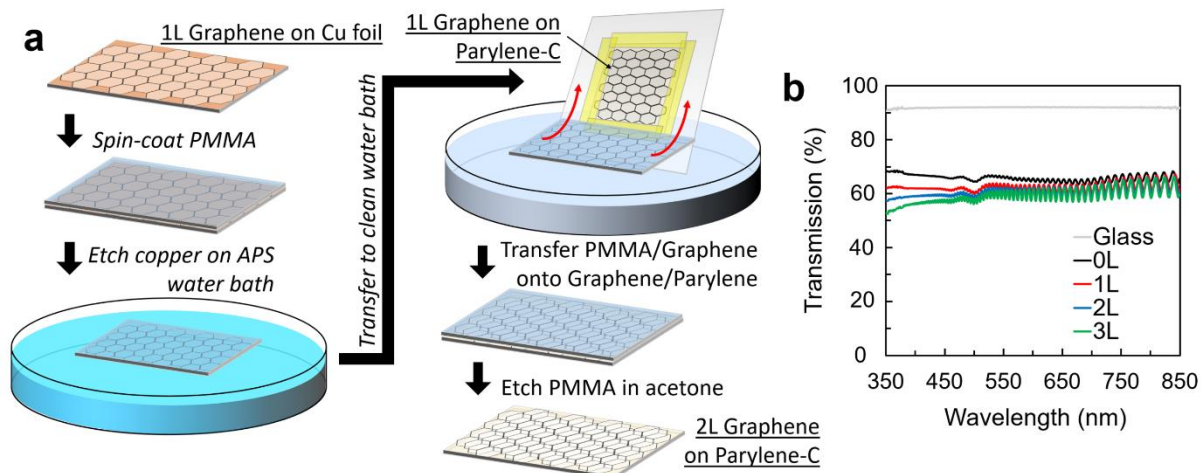 a
1L Graphene on Cu foil
Spin-coat PMMA
Etch copper on APS
water bath
Transfer to clean water bath
1L Graphene on
Parylene-C
Transfer PMMA/Graphene
onto Graphene/Parylene
Etch PMMA in acetone
2L Graphene
on Parylene-C
b
Transmission (%)
100
80
60
40
20
0
Glass
0L
1L
2L
3L
350 450 550 650 750 850
Wavelength (nm)